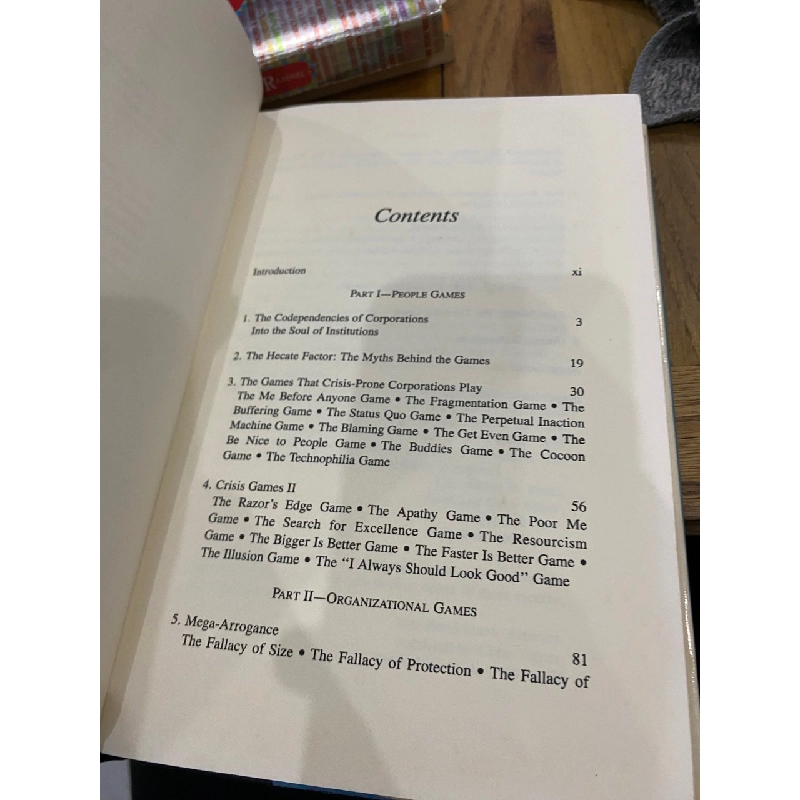 Contents
Introduction xi
PART I—PEOPLE GAMES
1. The Codependencies of Corporations 3
Into the Soul of Institutions
2. The Hecate Factor: The Myths Behind the Games 19
3. The Games That Crisis-Prone Corporations Play 30
The Me Before Anyone Game • The Fragmentation Game • The
Buffering Game • The Status Quo Game • The Perpetual Inaction
Machine Game • The Blaming Game • The Get Even Game • The
Be Nice to People Game • The Buddies Game • The Cocoon
Game • The Technophilia Game
4. Crisis Games II 56
The Razor's Edge Game • The Apathy Game • The Poor Me
Game • The Search for Excellence Game • The Resourcism
Game • The Bigger Is Better Game • The Faster Is Better Game •
The Illusion Game • The "I Always Should Look Good" Game
PART II—ORGANIZATIONAL GAMES
5. Mega-Arrogance 81
The Fallacy of Size • The Fallacy of Protection • The Fallacy of